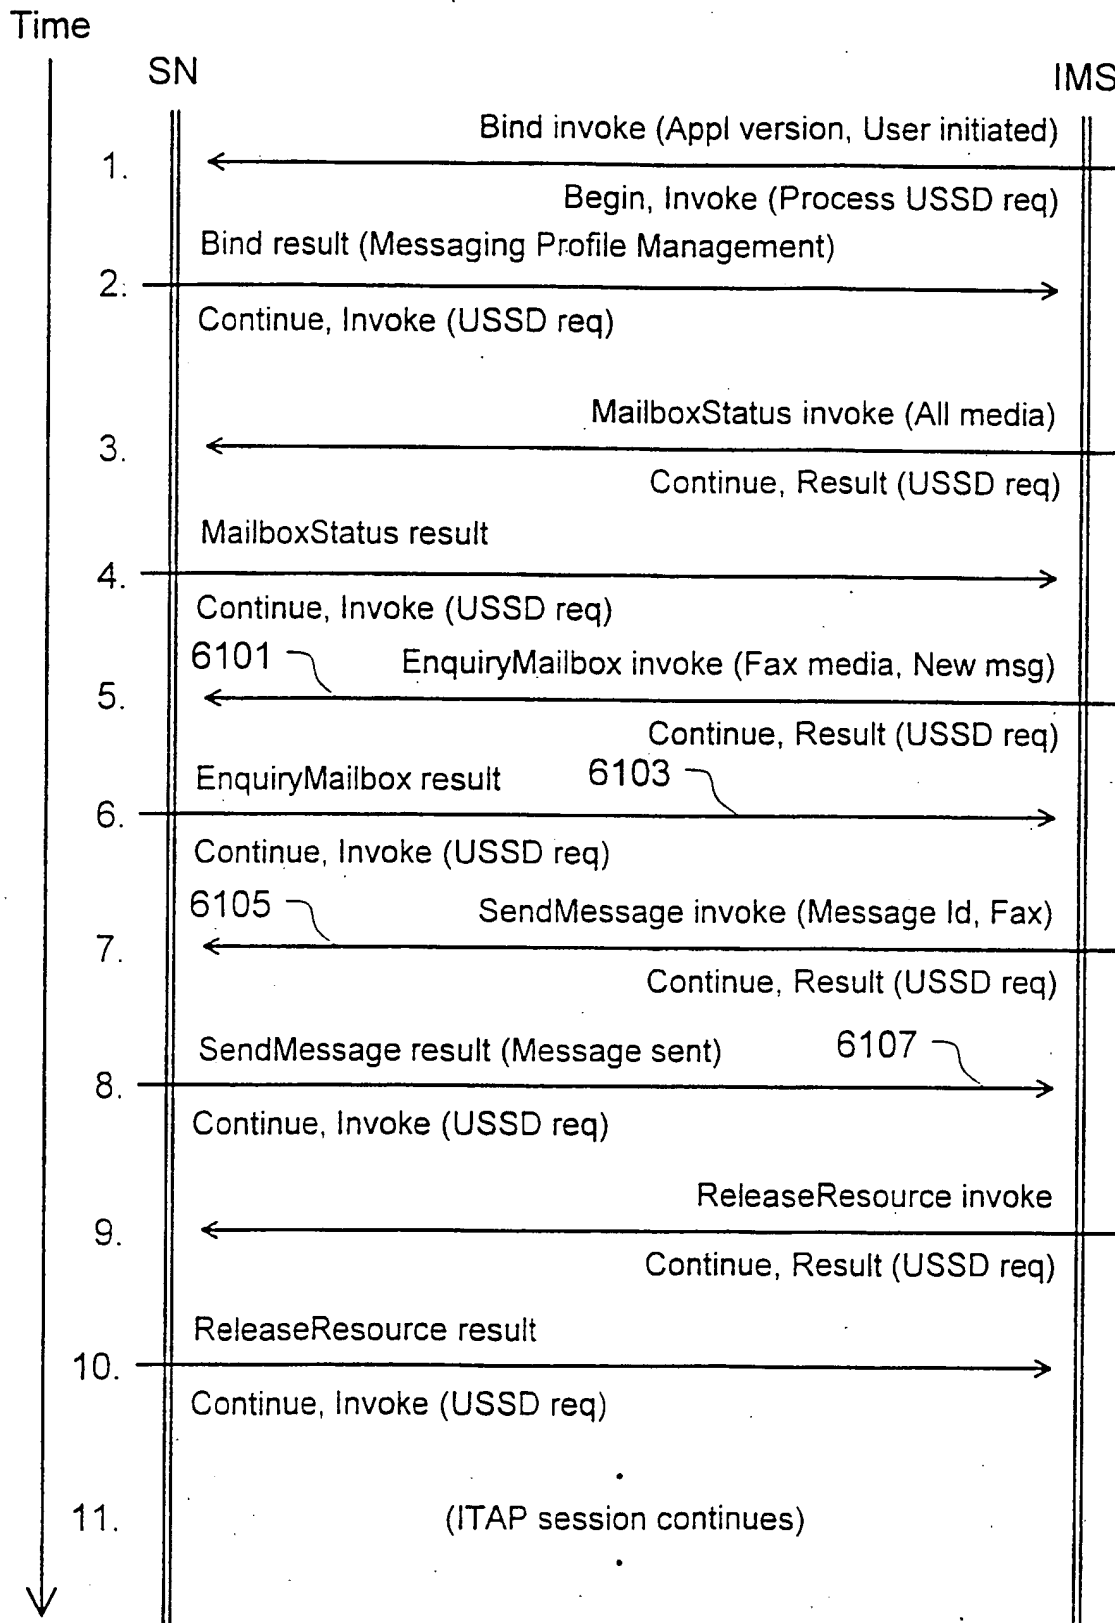 Time
SN
IMS
Bind invoke (Appl version, User initiated)
1.
Begin, Invoke (Process USSD req)
Bind result (Messaging Profile Management)
2.
Continue, Invoke (USSD req)
MailboxStatus invoke (All media)
3.
Continue, Result (USSD req)
MailboxStatus result
4.
Continue, Invoke (USSD req)
6101
EnquiryMailbox invoke (Fax media, New msg)
5.
Continue, Result (USSD req)
EnquiryMailbox result
6103
6.
Continue, Invoke (USSD req)
6105
SendMessage invoke (Message Id, Fax)
7.
Continue, Result (USSD req)
SendMessage result (Message sent)
6107
8.
Continue, Invoke (USSD req)
ReleaseResource invoke
9.
Continue, Result (USSD req)
ReleaseResource result
10.
Continue, Invoke (USSD req)
11.
(ITAP session continues)